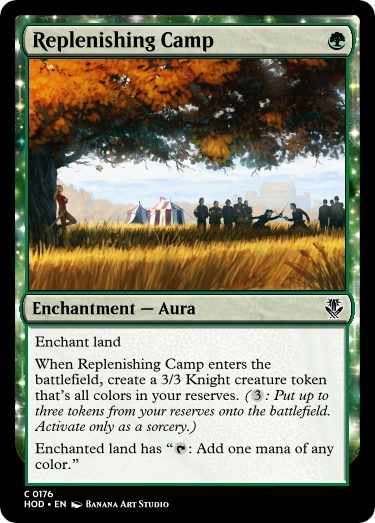 Replenishing Camp
Enchantment — Aura
Enchant land
When Replenishing Camp enters the
battlefield, create a 3/3 Knight creature token
that's all colors in your reserves. (3: Put up to
three tokens from your reserves onto the battlefield.
Activate only as a sorcery.)
Enchanted land has “: Add one mana of any
color.”
C 0176
HOD • EN Banana Art Studio